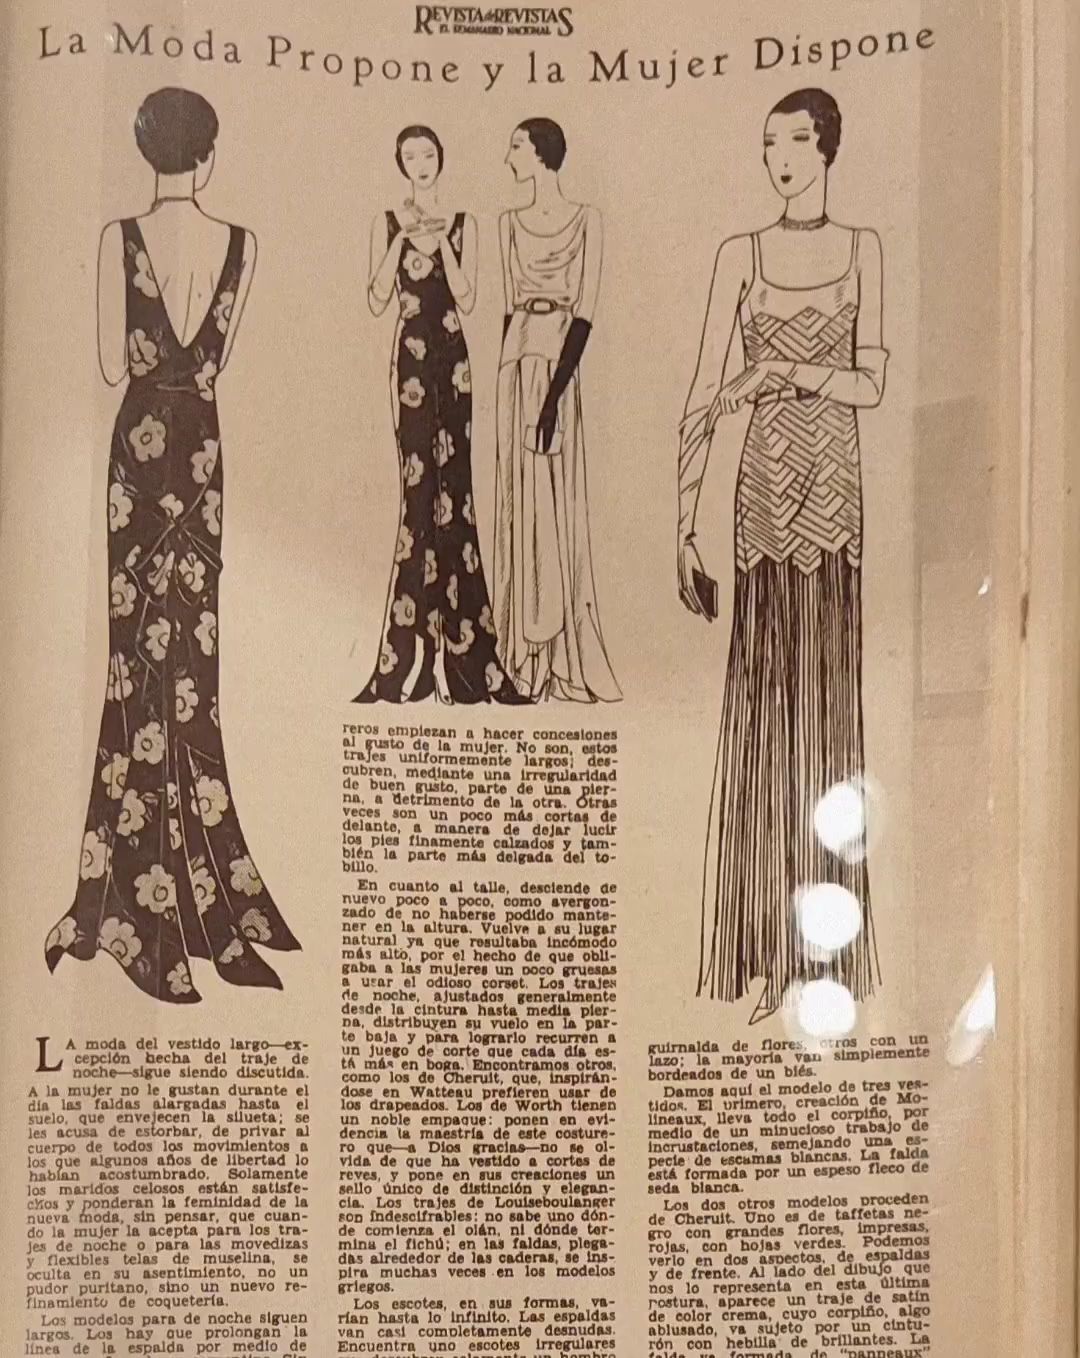 REVISTA de REVISTAS
EL SEMANARIO NACIONAL
La Moda Propone y la Mujer Dispone
LA moda del vestido largo—ex-
cepción hecha del traje de
noche—sigue siendo discutida.
A la mujer no le gustan durante el
día las faldas alargadas hasta el
suelo, que envejecen la silueta; se
les acusa de estorbar, de privar al
cuerpo de todos los movimientos a
los que algunos años de libertad lo
habían acostumbrado. Solamente
los maridos celosos están satisfe-
chos y ponderan la feminidad de la
nueva moda, sin pensar, que cuan-
do la mujer la acepta para los tra-
jes de noche o para las movedizas
y flexibles telas de muselina, se
oculta en su asentimiento, no un
pudor puritano, sino un nuevo re-
finamiento de coquetería.
Los modelos para de noche siguen
largos. Los hay que prolongan la
línea de la espalda por medio de
reros empiezan a hacer concesiones
al gusto de la mujer. No son, estos
trajes uniformemente largos; des-
cubren, mediante una irregularidad
de buen gusto, parte de una pier-
na, a detrimento de la otra. Otras
veces son un poco más cortas de
delante, a manera de dejar lucir
los pies finamente calzados y tam-
bién la parte más delgada del to-
billo.
En cuanto al talle, desciende de
nuevo poco a poco, como avergon-
zado de no haberse podido mante-
ner en la altura. Vuelve a su lugar
natural ya que resultaba incómodo
más alto, por el hecho de que obli-
gaba a las mujeres un poco gruesas
a usar el odioso corset. Los trajes
de noche, ajustados generalmente
desde la cintura hasta media pier-
na, distribuyen su vuelo en la par-
te baja y para lograrlo recurren a
un juego de corte que cada día es-
tá más en boga. Encontramos otros,
como los de Cheruit, que, inspirán-
dose en Watteau prefieren usar de
los drapeados. Los de Worth tienen
un noble empaque: ponen en evi-
dencia la maestría de este costure-
ro que—a Dios gracias—no se ol-
vida de que ha vestido a cortes de
reyes, y pone en sus creaciones un
sello único de distinción y elegan-
cia. Los trajes de Louiseboulanger
son indescifrables: no sabe uno dón-
de comienza el olán, ni dónde ter-
mina el fichú; en las faldas, plega-
das alrededor de las caderas, se ins-
pira muchas veces en los modelos
griegos.
Los escotes, en sus formas, va-
rían hasta lo infinito. Las espaldas
van casi completamente desnudas.
Encuentra uno escotes irregulares
solamente un hombro
guirnalda de flores, otros con un
lazo; la mayoría van simplemente
bordeados de un biés.
Damos aquí el modelo de tres ves-
tidos. El primero, creación de Mo-
lineaux, lleva todo el corpiño, por
medio de un minucioso trabajo de
incrustaciones, semejando una es-
pecie de escamas blancas. La falda
está formada por un espeso fleco de
seda blanca.
Los dos otros modelos proceden
de Cheruit. Uno es de taffetas ne-
gro con grandes flores, impresas,
rojas, con hojas verdes. Podemos
verlo en dos aspectos, de espaldas
y de frente. Al lado del dibujo que
nos lo representa en esta última
postura, aparece un traje de satín
de color crema, cuyo corpiño, algo
ablusado, va sujeto por un cintu-
rón con hebilla de brillantes. La
falda va formada de "panneaux"